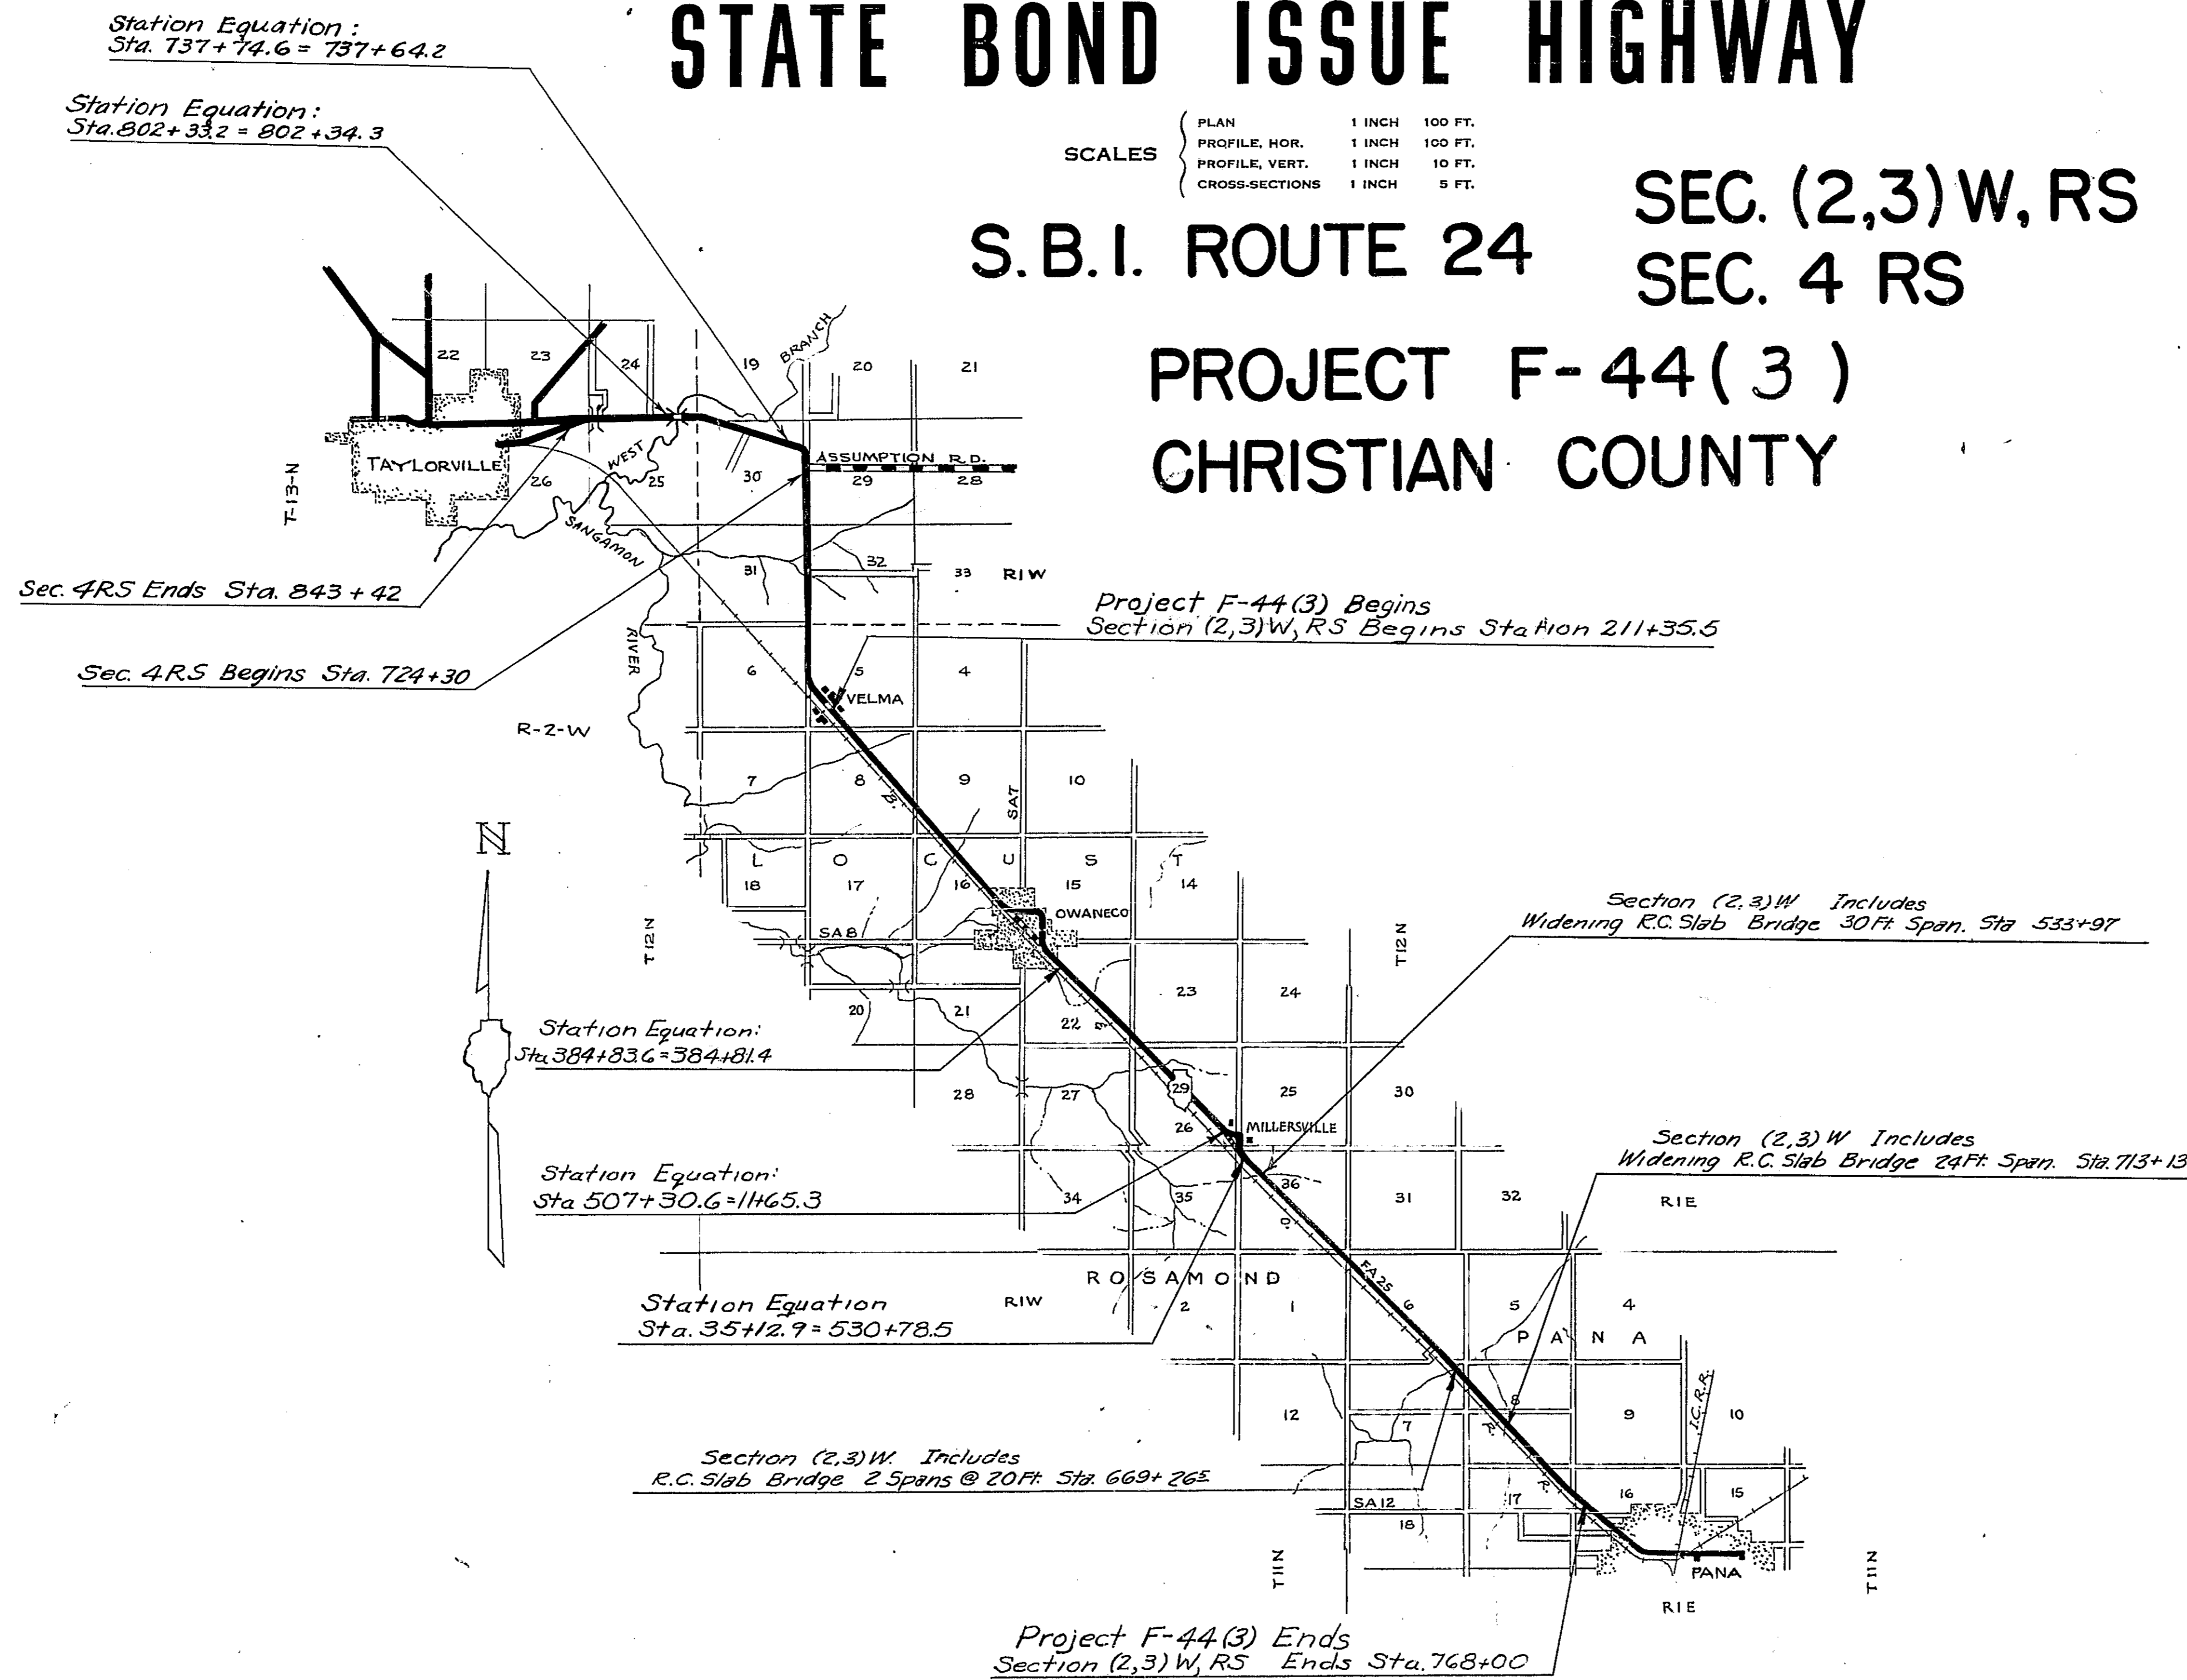 STATE BOND ISSUE HIGHWAY
Station Equation:
Sta. 737+74.6 = 737+64.2
Station Equation:
Sta. 802+33.2 = 802+34.3
SCALES
PLAN 1 INCH 100 FT.
PROFILE, HOR. 1 INCH 100 FT.
PROFILE, VERT. 1 INCH 10 FT.
CROSS-SECTIONS 1 INCH 5 FT.
SEC. (2,3) W, RS
S.B.I. ROUTE 24
SEC. 4 RS
PROJECT F-44(3)
CHRISTIAN COUNTY
22 23 24 19 BRANCH 20 21
TAYLORVILLE
WEST
ASSUMPTION RD.
T-13-N
26 25 30 29 28
SANGAMON
31 32 33 R1W
Sec. 4RS Ends Sta. 843+42
Project F-44(3) Begins
Section (2,3)W, RS Begins Station 211+35.5
RIVER
Sec. 4RS Begins Sta. 724+30
6 5 4
VELMA
R-2-W
7 8 9 10
B.
SA7
N
L O C U S T
18 17 16 15 14
OWANECO
T12N
SA8
T12N
Section (2,3)W Includes
Widening R.C. Slab Bridge 30 Ft. Span. Sta 533+97
20 21 22 23 24
&
Station Equation:
Sta 384+83.6=384+81.4
28 27 29 25 30
26
MILLERSVILLE
Section (2,3) W Includes
Widening R.C. Slab Bridge 24 Ft. Span. Sta. 713+13
Station Equation:
Sta 507+30.6=11+65.3
34 35 36 31 32 R1E
O.
ROSAMOND
FA25
Station Equation
Sta. 35+12.9=530+78.5
R1W 2 1 6 5 4
PANA
I.C.R.R.
12 7 8 9 10
R.
Section (2,3)W. Includes
R.C. Slab Bridge 2 Spans @ 20 Ft. Sta. 669+26⁵
R.
SA12
18 17 16 15
T11N
PANA
T11N
R1E
Project F-44(3) Ends
Section (2,3) W, RS Ends Sta. 768+00